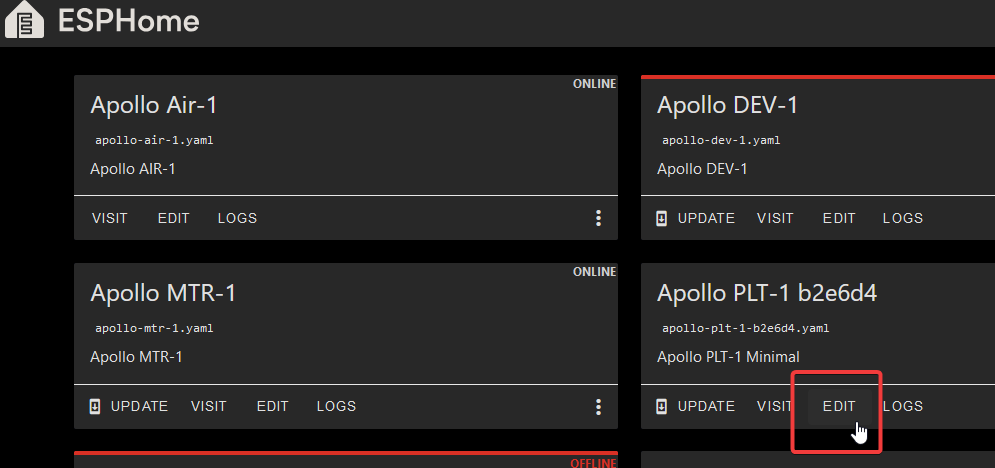 ESPHome
ONLINE
Apollo Air-1
apollo-air-1.yaml
Apollo AIR-1
VISIT EDIT LOGS
Apollo DEV-1
apollo-dev-1.yaml
Apollo DEV-1
UPDATE VISIT EDIT LOGS
ONLINE
Apollo MTR-1
apollo-mtr-1.yaml
Apollo MTR-1
UPDATE VISIT EDIT LOGS
Apollo PLT-1 b2e6d4
apollo-plt-1-b2e6d4.yaml
Apollo PLT-1 Minimal
UPDATE VISIT EDIT LOGS
OFFLINE